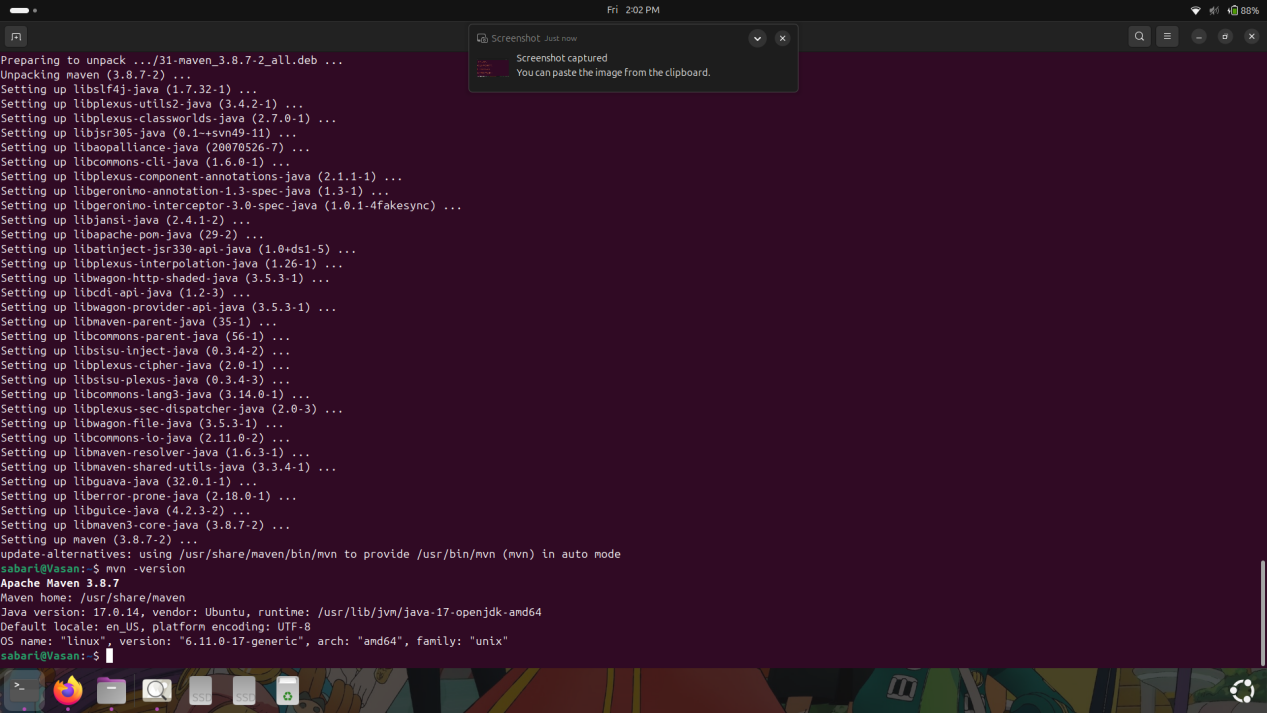 Fri 2:02 PM
88%
Screenshot Just now
Screenshot captured
You can paste the image from the clipboard.
Preparing to unpack .../31-maven_3.8.7-2_all.deb ...
Unpacking maven (3.8.7-2) ...
Setting up libslf4j-java (1.7.32-1) ...
Setting up libplexus-utils2-java (3.4.2-1) ...
Setting up libplexus-classworlds-java (2.7.0-1) ...
Setting up libjsr305-java (0.1~+svn49-11) ...
Setting up libaopalliance-java (20070526-7) ...
Setting up libcommons-cli-java (1.6.0-1) ...
Setting up libplexus-component-annotations-java (2.1.1-1) ...
Setting up libgeronimo-annotation-1.3-spec-java (1.3-1) ...
Setting up libgeronimo-interceptor-3.0-spec-java (1.0.1-4fakesync) ...
Setting up libjansi-java (2.4.1-2) ...
Setting up libapache-pom-java (29-2) ...
Setting up libatinject-jsr330-api-java (1.0+ds1-5) ...
Setting up libplexus-interpolation-java (1.26-1) ...
Setting up libwagon-http-shaded-java (3.5.3-1) ...
Setting up libcdi-api-java (1.2-3) ...
Setting up libwagon-provider-api-java (3.5.3-1) ...
Setting up libmaven-parent-java (35-1) ...
Setting up libcommons-parent-java (56-1) ...
Setting up libsisu-inject-java (0.3.4-2) ...
Setting up libplexus-cipher-java (2.0-1) ...
Setting up libsisu-plexus-java (0.3.4-3) ...
Setting up libcommons-lang3-java (3.14.0-1) ...
Setting up libplexus-sec-dispatcher-java (2.0-3) ...
Setting up libwagon-file-java (3.5.3-1) ...
Setting up libcommons-io-java (2.11.0-2) ...
Setting up libmaven-resolver-java (1.6.3-1) ...
Setting up libmaven-shared-utils-java (3.3.4-1) ...
Setting up libguava-java (32.0.1-1) ...
Setting up liberror-prone-java (2.18.0-1) ...
Setting up libguice-java (4.2.3-2) ...
Setting up libmaven3-core-java (3.8.7-2) ...
Setting up maven (3.8.7-2) ...
update-alternatives: using /usr/share/maven/bin/mvn to provide /usr/bin/mvn (mvn) in auto mode
sabari@Vasan:~$ mvn -version
Apache Maven 3.8.7
Maven home: /usr/share/maven
Java version: 17.0.14, vendor: Ubuntu, runtime: /usr/lib/jvm/java-17-openjdk-amd64
Default locale: en_US, platform encoding: UTF-8
OS name: "linux", version: "6.11.0-17-generic", arch: "amd64", family: "unix"
sabari@Vasan:~$
>_
SSD
SSD